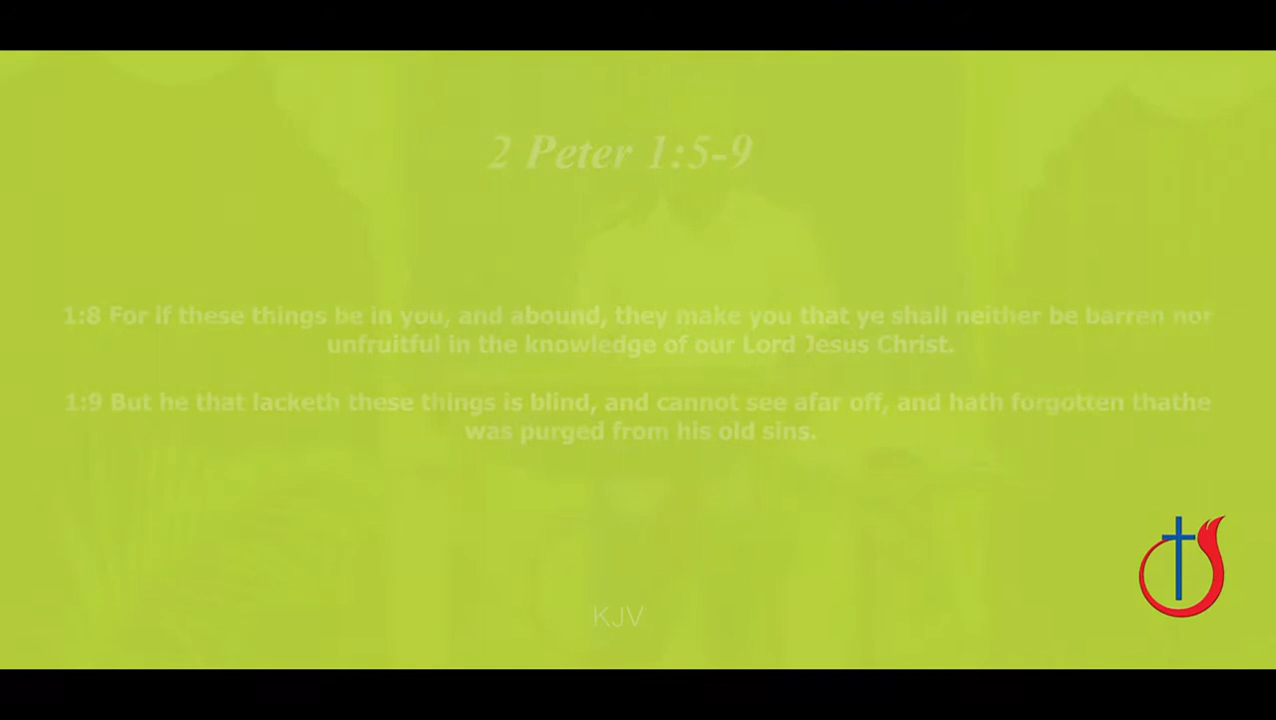 2 Peter 1:5-9
1:8 For if these things be in you, and abound, they make you that ye shall neither be barren nor
unfruitful in the knowledge of our Lord Jesus Christ.
1:9 But he that lacketh these things is blind, and cannot see afar off, and hath forgotten thathe
was purged from his old sins.
KJV